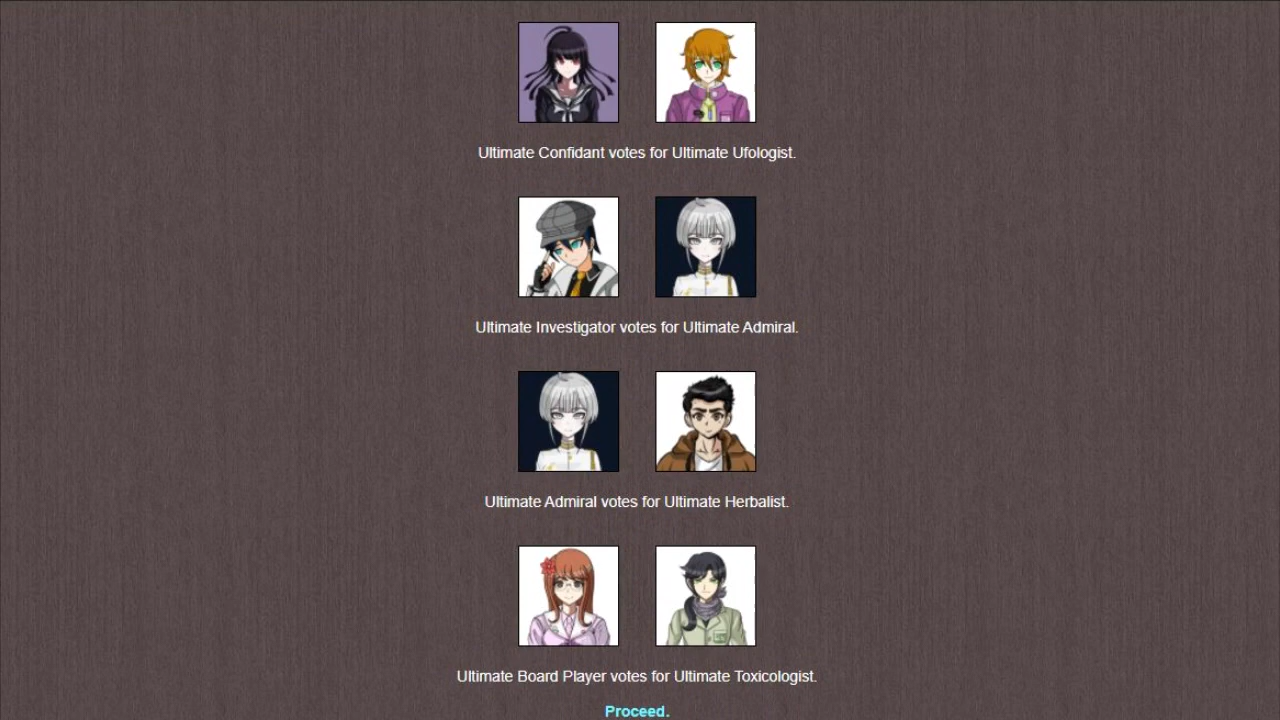 Ultimate Confidant votes for Ultimate Ufologist.
Ultimate Investigator votes for Ultimate Admiral.
Ultimate Admiral votes for Ultimate Herbalist.
Ultimate Board Player votes for Ultimate Toxicologist.
Proceed.